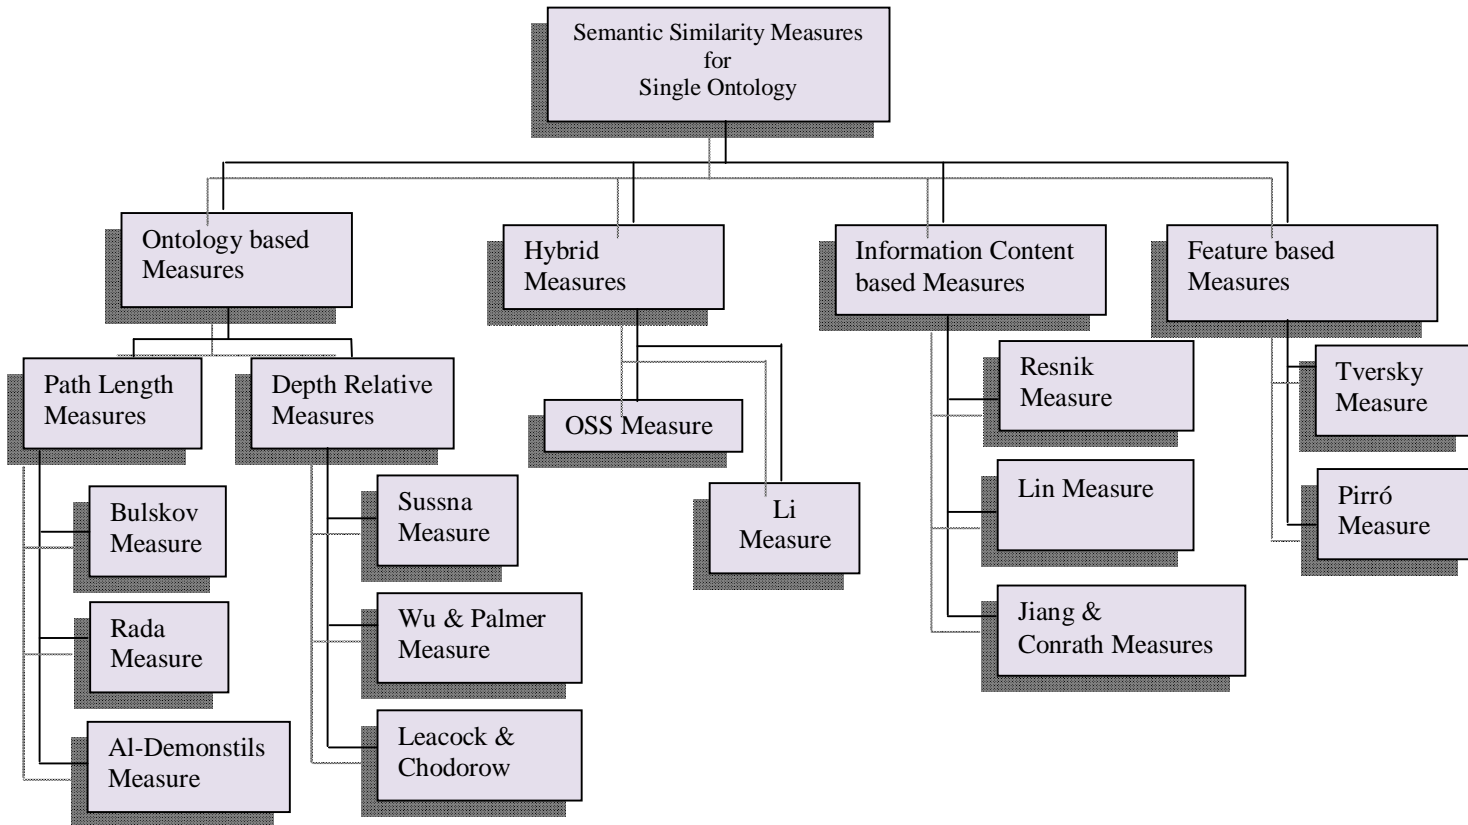 Semantic Similarity Measures
for
Single Ontology
Ontology based
Measures
Hybrid
Measures
Information Content
based Measures
Feature based
Measures
Path Length
Measures
Depth Relative
Measures
OSS Measure
Li
Measure
Resnik
Measure
Tversky
Measure
Bulskov
Measure
Sussna
Measure
Lin Measure
Pirró
Measure
Rada
Measure
Wu & Palmer
Measure
Jiang &
Conrath Measures
Al-Demonstils
Measure
Leacock &
Chodorow